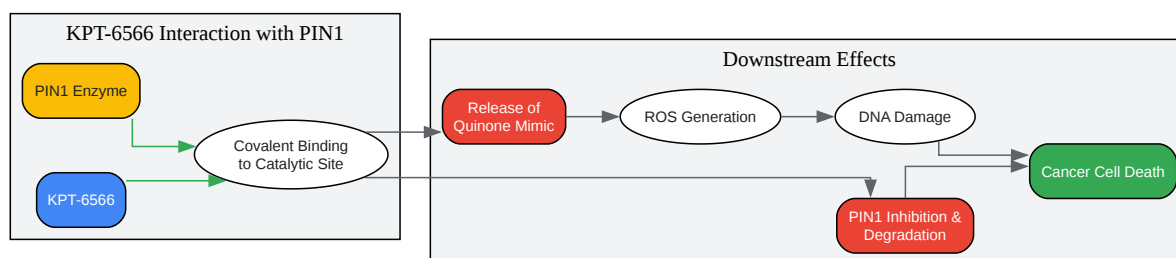 KPT-6566 Interaction with PIN1
PIN1 Enzyme
KPT-6566
Covalent Binding
to Catalytic Site
Downstream Effects
Release of
Quinone Mimic
ROS Generation
DNA Damage
PIN1 Inhibition &
Degradation
Cancer Cell Death